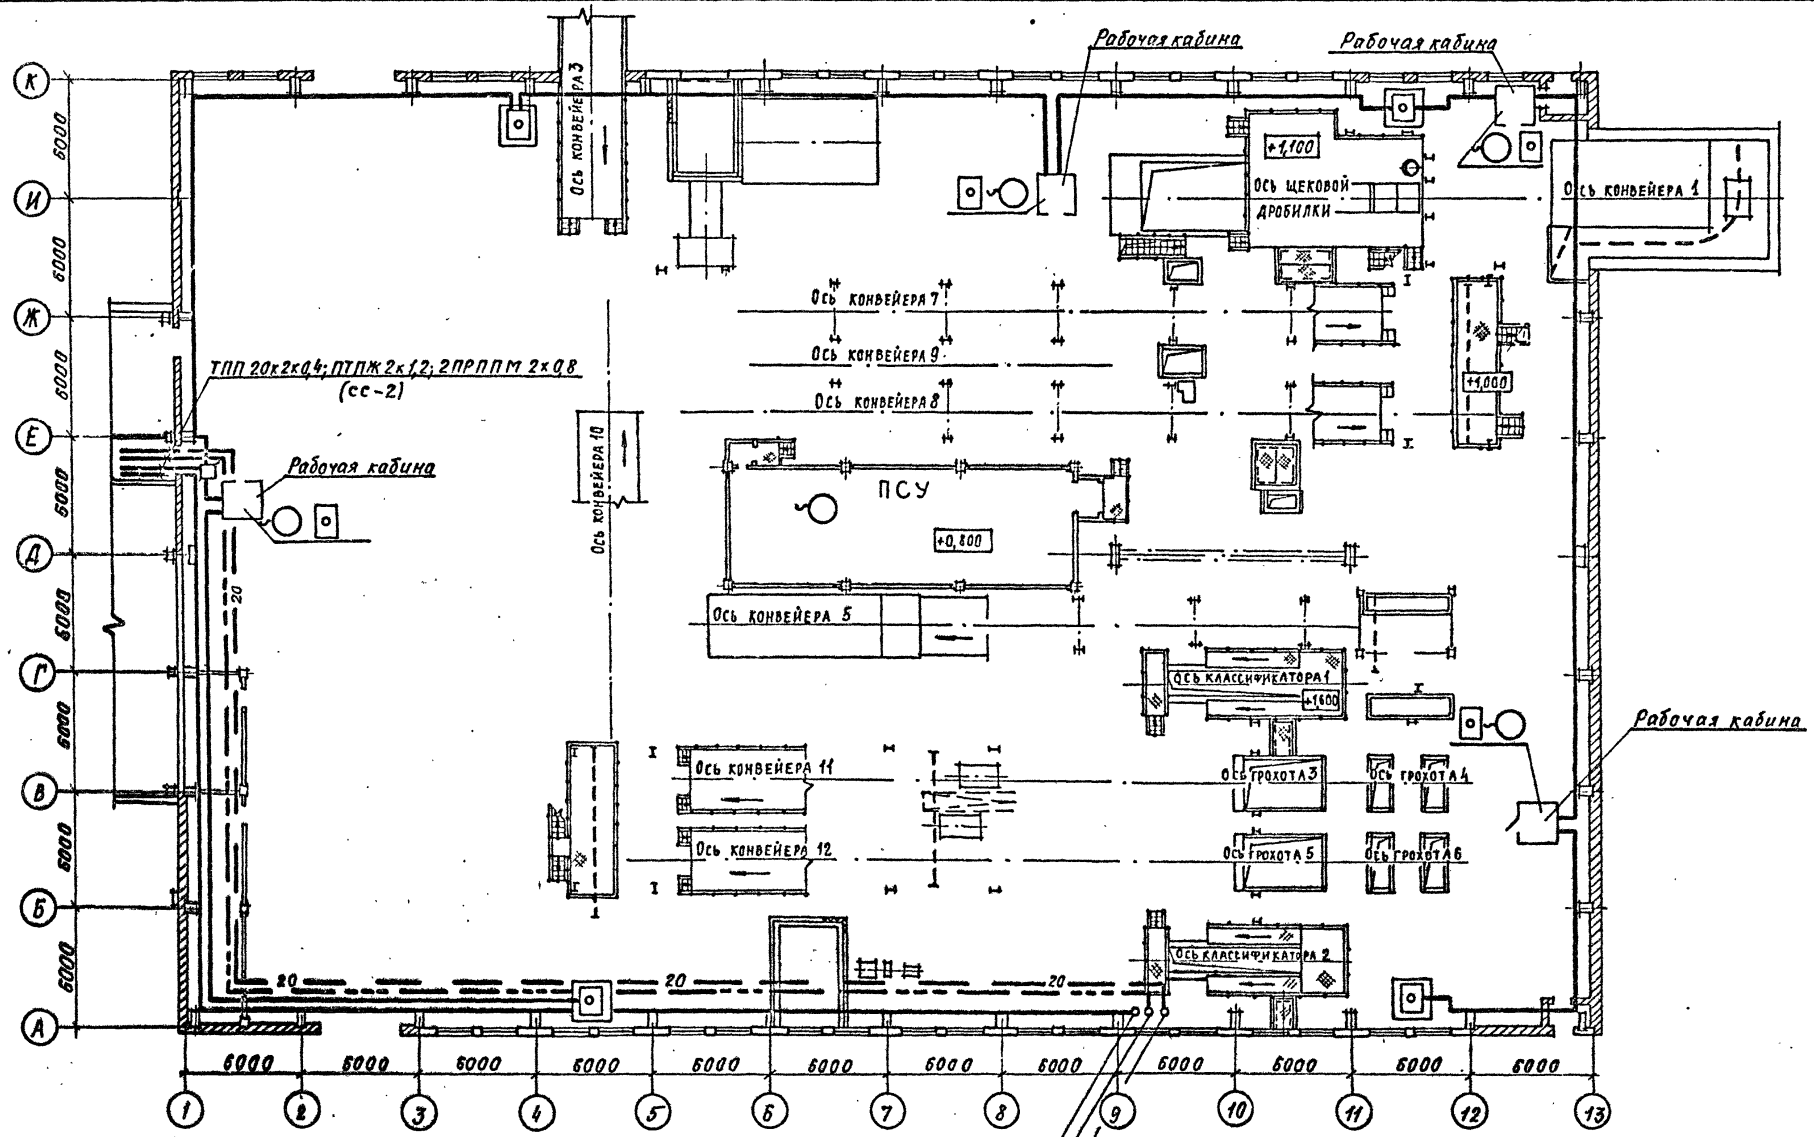 Рабочая кабина
Рабочая кабина
К
Ось конвейера 3
6000
+1,100
И
Ось щековой
дробилки
Ось конвейера 1
6000
Ось конвейера 7
Ж
Ось конвейера 9
6000
ТПП 20х2х0,4; ПТПЖ 2х1,2; 2ПРППМ 2х0,8
(СС-2)
+1,000
Ось конвейера 8
Е
Ось конвейера 10
Рабочая кабина
6000
ПСУ
+0,800
Д
20
6000
Ось конвейера 5
Г
Ось классификатора 1
+1,600
6000
Рабочая кабина
Ось конвейера 11
Ось грохота 3
Ось грохота 4
В
6000
Ось конвейера 12
Ось грохота 5
Ось грохота 6
Б
6000
Ось классификатора 2
20
20
20
А
6000 6000 6000 6000 6000 6000 6000 6000 6000 6000 6000 6000
1 2 3 4 5 6 7 8 9 10 11 12 13